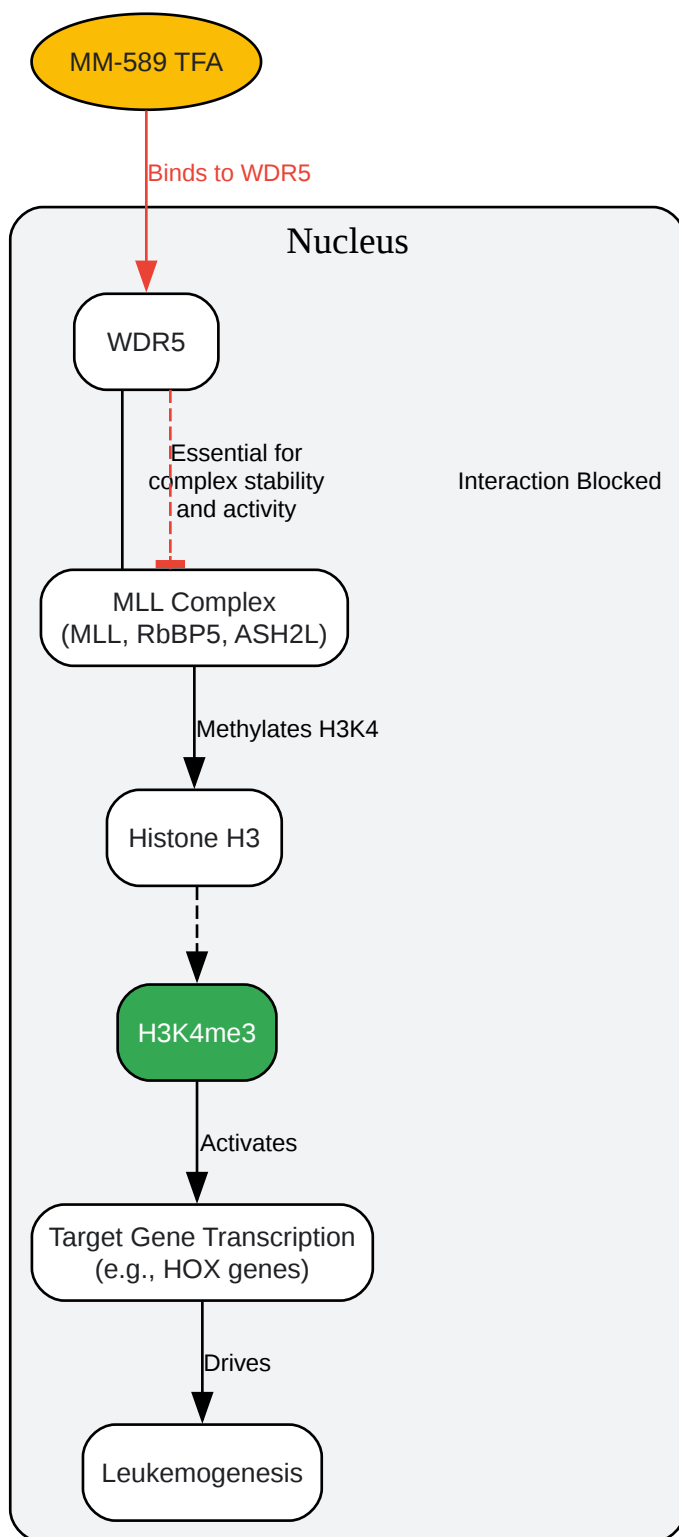 MM-589 TFA
Binds to WDR5
Nucleus
WDR5
Essential for
complex stability
and activity
Interaction Blocked
MLL Complex
(MLL, RbBP5, ASH2L)
Methylates H3K4
Histone H3
H3K4me3
Activates
Target Gene Transcription
(e.g., HOX genes)
Drives
Leukemogenesis